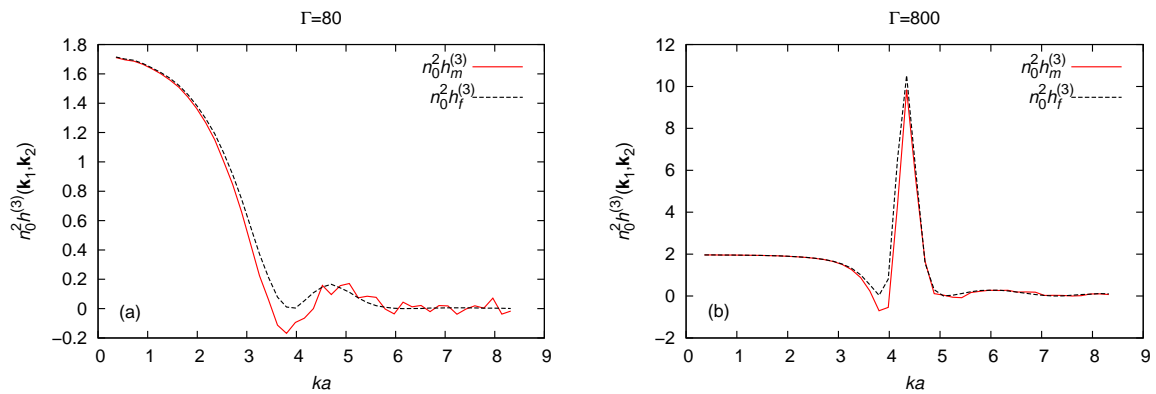 Γ=80
n₀²hₘ⁽³⁾
n₀²h_f⁽³⁾
n₀²h⁽³⁾(k₁,k₂)
1.8
1.6
1.4
1.2
1
0.8
0.6
0.4
0.2
0
−0.2
(a)
0 1 2 3 4 5 6 7 8 9
ka
Γ=800
n₀²hₘ⁽³⁾
n₀²h_f⁽³⁾
n₀²h⁽³⁾(k₁,k₂)
12
10
8
6
4
2
0
−2
(b)
0 1 2 3 4 5 6 7 8 9
ka